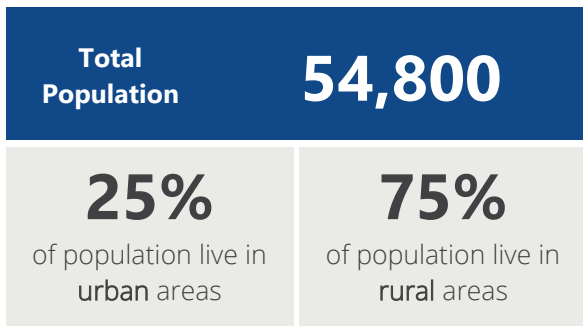 Total
Population
54,800
25%
of population live in
urban areas
75%
of population live in
rural areas